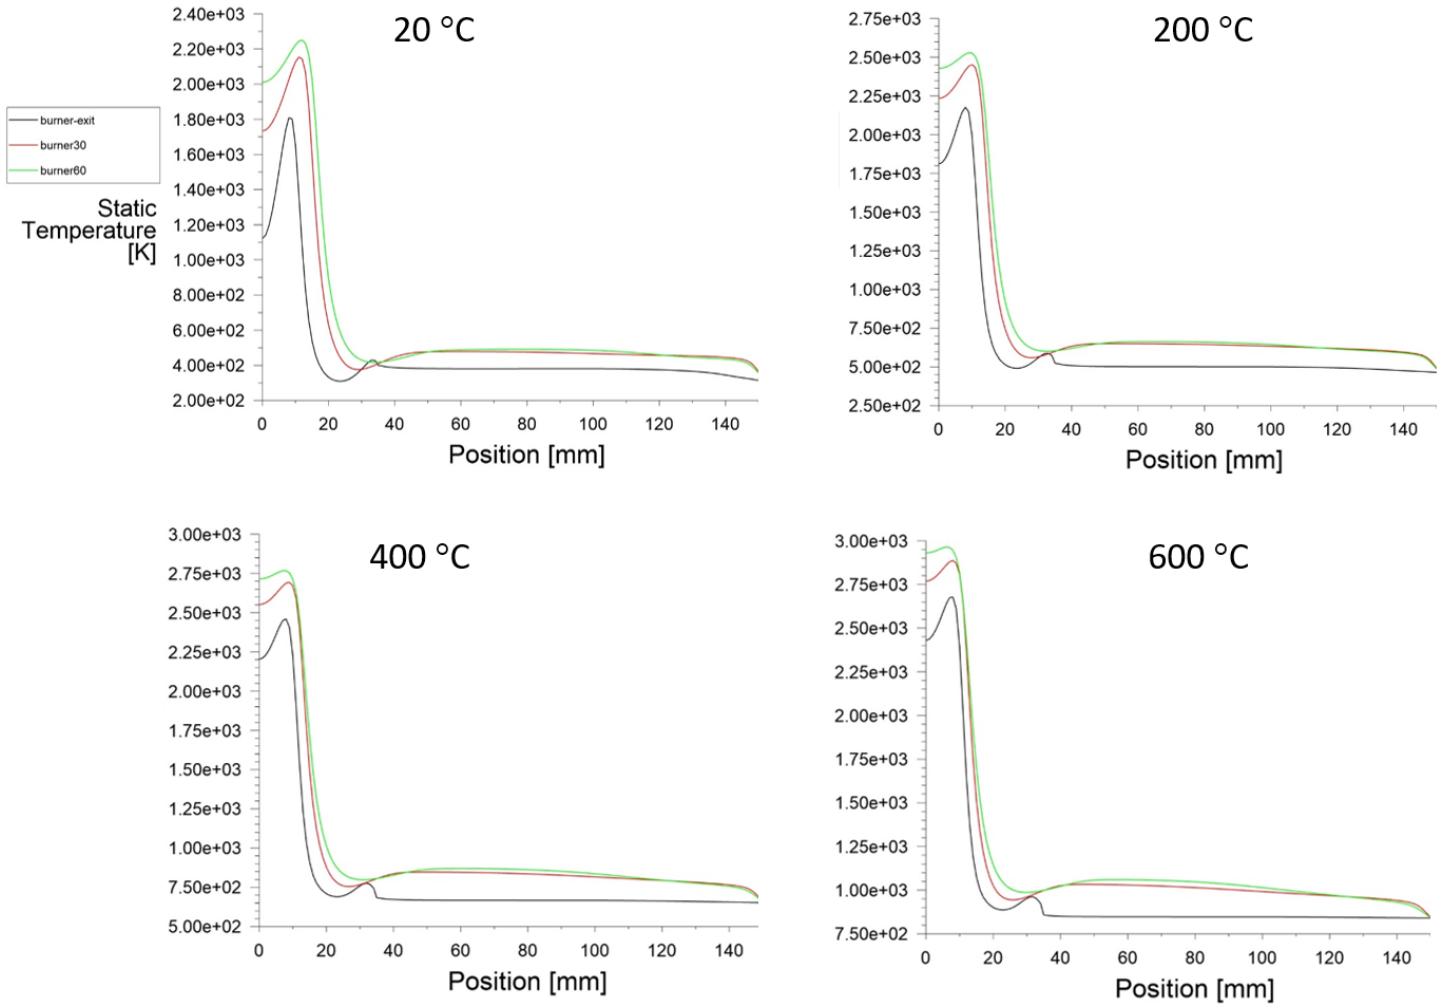 20 °C
2.40e+03
2.20e+03
2.00e+03
1.80e+03
1.60e+03
1.40e+03
1.20e+03
1.00e+03
8.00e+02
6.00e+02
4.00e+02
2.00e+02
burner-exit
burner30
burner60
Static
Temperature
[K]
0 20 40 60 80 100 120 140
Position [mm]
200 °C
2.75e+03
2.50e+03
2.25e+03
2.00e+03
1.75e+03
1.50e+03
1.25e+03
1.00e+03
7.50e+02
5.00e+02
2.50e+02
0 20 40 60 80 100 120 140
Position [mm]
400 °C
3.00e+03
2.75e+03
2.50e+03
2.25e+03
2.00e+03
1.75e+03
1.50e+03
1.25e+03
1.00e+03
7.50e+02
5.00e+02
0 20 40 60 80 100 120 140
Position [mm]
600 °C
3.00e+03
2.75e+03
2.50e+03
2.25e+03
2.00e+03
1.75e+03
1.50e+03
1.25e+03
1.00e+03
7.50e+02
0 20 40 60 80 100 120 140
Position [mm]